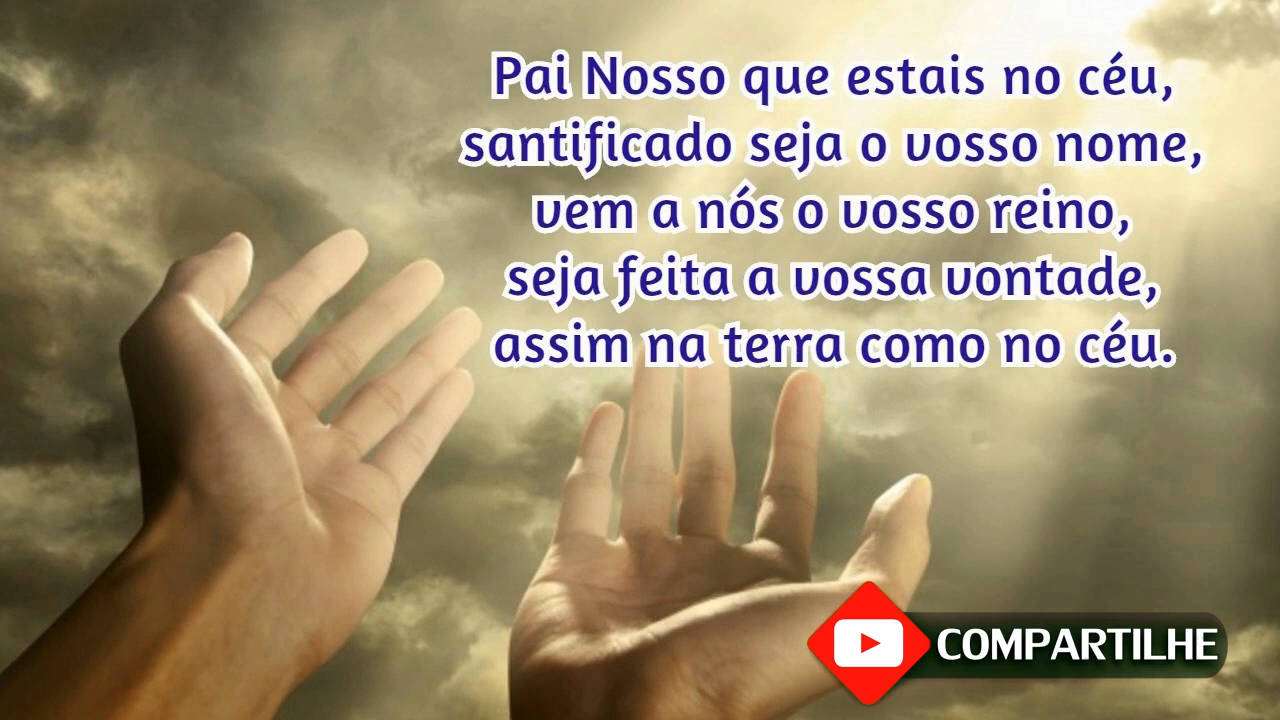 Pai Nosso que estais no céu,
santificado seja o vosso nome,
vem a nós o vosso reino,
seja feita a vossa vontade,
assim na terra como no céu.
COMPARTILHE